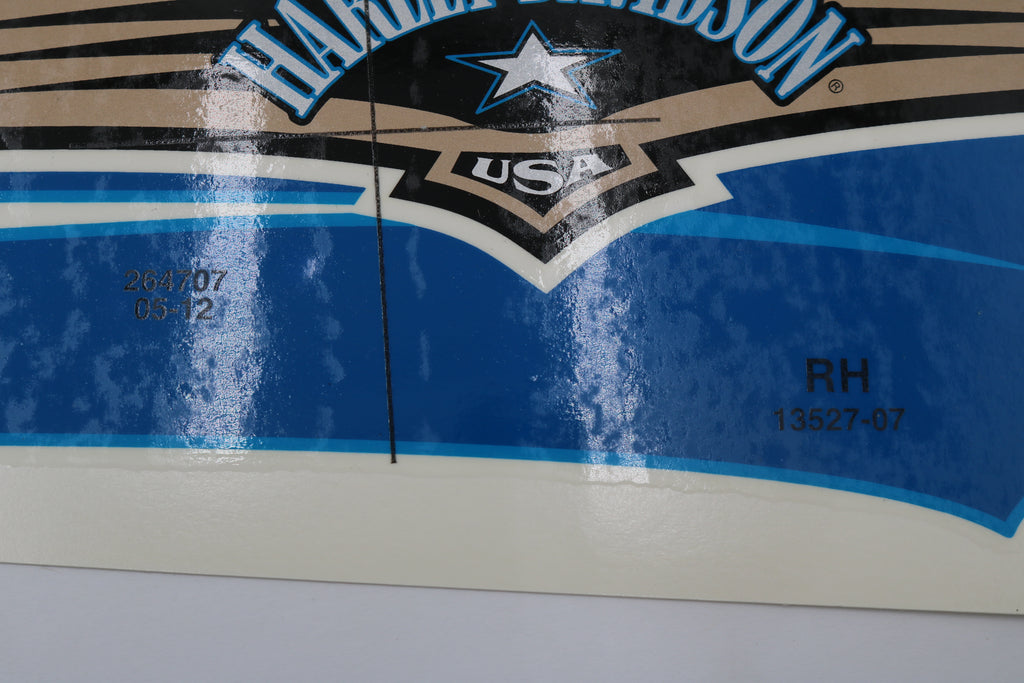 HARLEY-DAVIDSON
®
USA
264707
05-12
RH
13527-07